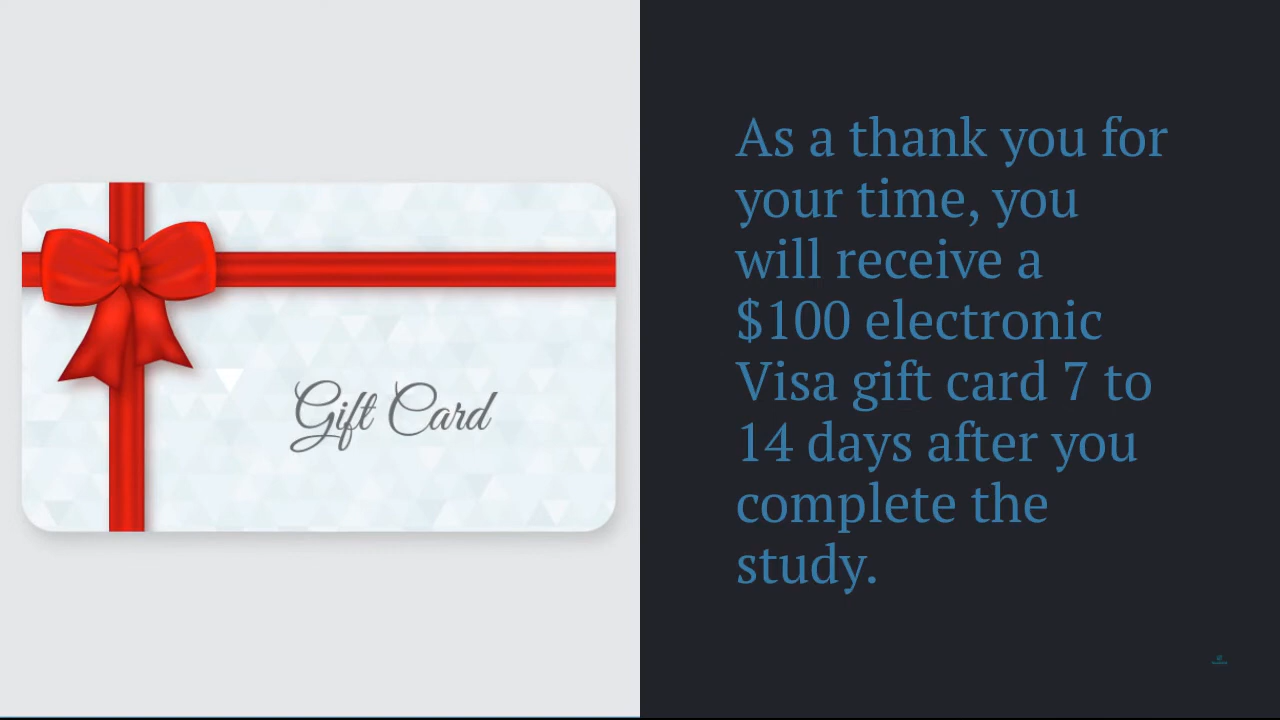 Gift Card
As a thank you for
your time, you
will receive a
$100 electronic
Visa gift card 7 to
14 days after you
complete the
study.